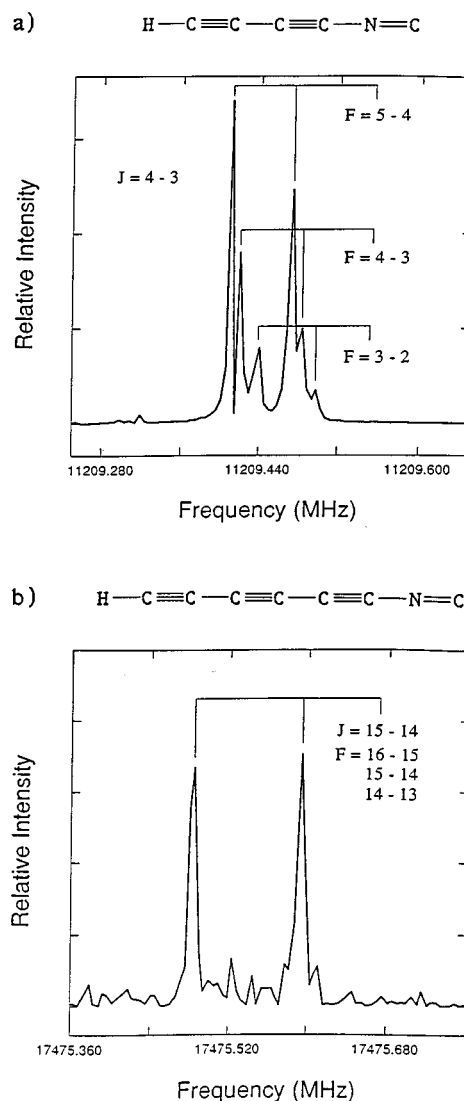 a) H—C≡C—C≡C—N=C
J = 4 - 3
F = 5 - 4
F = 4 - 3
F = 3 - 2
Relative Intensity
11209.280 11209.440 11209.600
Frequency (MHz)
b) H—C≡C—C≡C—C≡C—N=C
J = 15 - 14
F = 16 - 15
15 - 14
14 - 13
Relative Intensity
17475.360 17475.520 17475.680
Frequency (MHz)